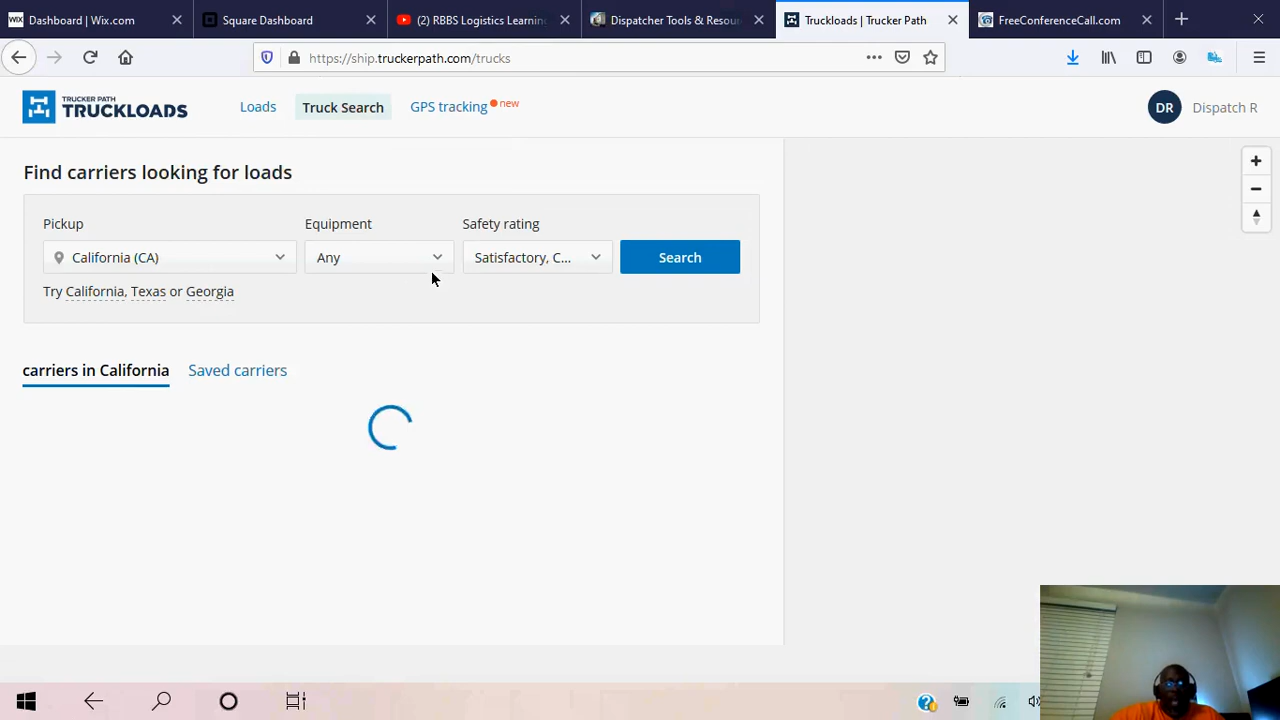 Dashboard | Wix.com
Square Dashboard
(2) RBBS Logistics Learnin
Dispatcher Tools & Resou
Truckloads | Trucker Path
FreeConferenceCall.com
https://ship.truckerpath.com/trucks
TRUCKER PATH
TRUCKLOADS
Loads
Truck Search
GPS tracking new
DR
Dispatch R
Find carriers looking for loads
Pickup
Equipment
Safety rating
California (CA)
Any
Satisfactory, C...
Search
Try California, Texas or Georgia
carriers in California
Saved carriers